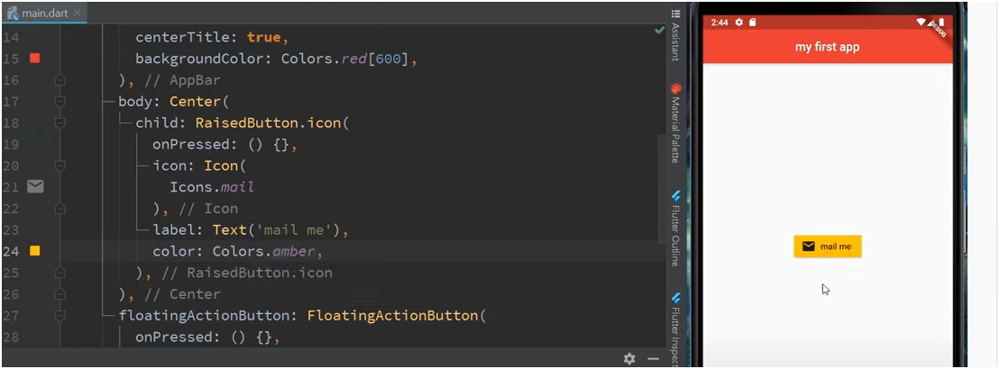 main.dart
14 centerTitle: true,
15 backgroundColor: Colors.red[600],
16 ), // AppBar
17 body: Center(
18 child: RaisedButton.icon(
19 onPressed: () {},
20 icon: Icon(
21 Icons.mail
22 ), // Icon
23 label: Text('mail me'),
24 color: Colors.amber,
25 ), // RaisedButton.icon
26 ), // Center
27 floatingActionButton: FloatingActionButton(
28 onPressed: () {},
Assistant
Material Palette
Flutter Outline
Flutter Inspect
2:44
DEBUG
my first app
mail me